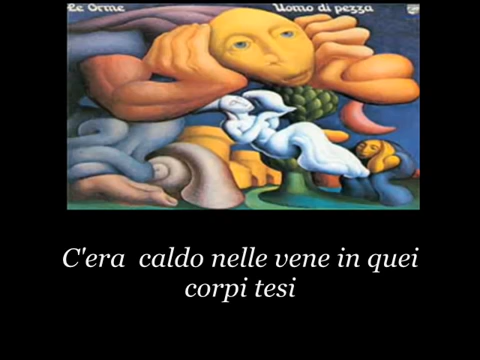 Le Orme Uomo di pezza
C'era caldo nelle vene in quei
corpi tesi